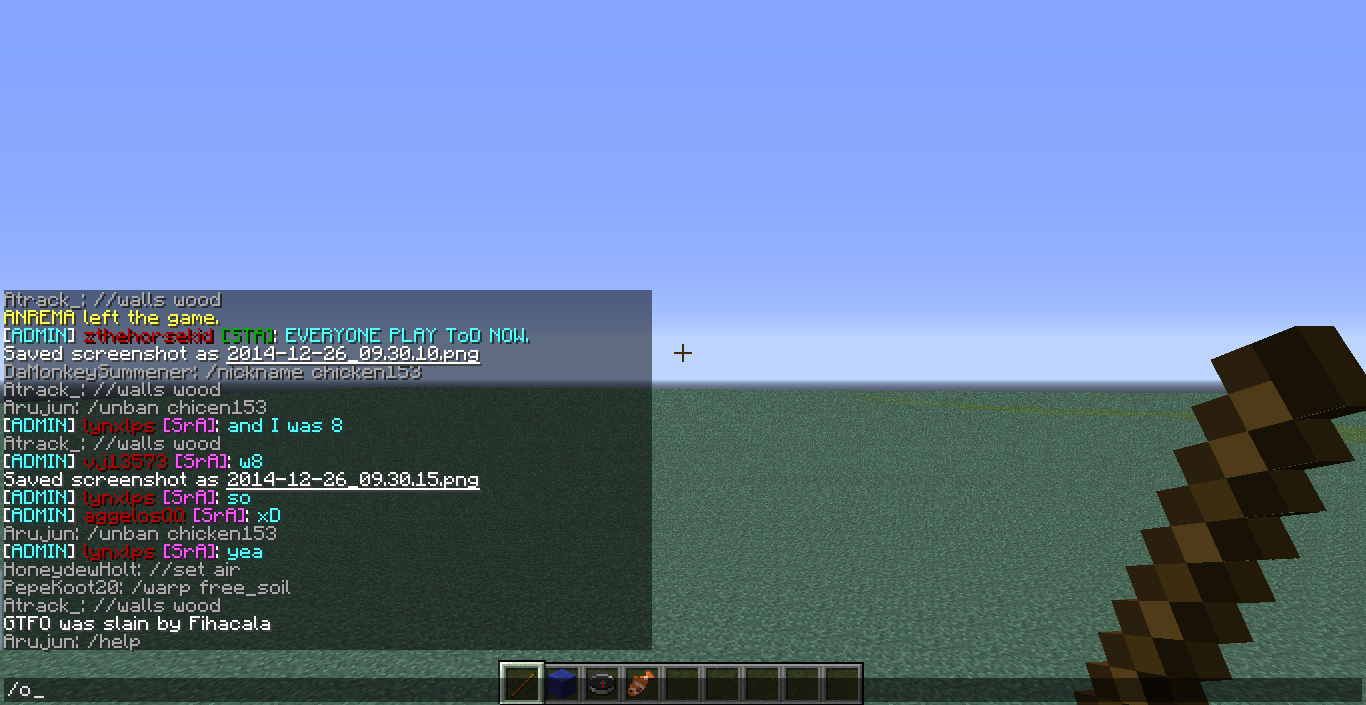 Atrack_: //walls wood
ANREMA left the game.
[ADMIN] zthehorsekid [STA]: EVERYONE PLAY ToD NOW.
Saved screenshot as 2014-12-26_09.30.10.png
DaMonkeySummener: /nickname chicken153
Atrack_: //walls wood
Arujun: /unban chicen153
[ADMIN] lynxlps [SrA]: and I was 8
Atrack_: //walls wood
[ADMIN] vj13573 [SrA]: w8
Saved screenshot as 2014-12-26_09.30.15.png
[ADMIN] lynxlps [SrA]: so
[ADMIN] aggelos00 [SrA]: xD
Arujun: /unban chicken153
[ADMIN] lynxlps [SrA]: yea
HoneydewHolt: //set air
PepeKoot20: /warp free_soil
Atrack_: //walls wood
GTFO was slain by Fihacala
Arujun: /help
/o_